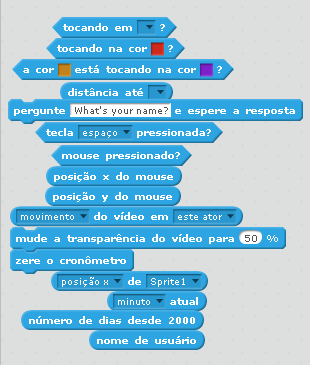 tocando em ?
tocando na cor ?
a cor está tocando na cor ?
distância até
pergunte What's your name? e espere a resposta
tecla espaço pressionada?
mouse pressionado?
posição x do mouse
posição y do mouse
movimento do vídeo em este ator
mude a transparência do vídeo para 50 %
zere o cronômetro
posição x de Sprite1
minuto atual
número de dias desde 2000
nome de usuário